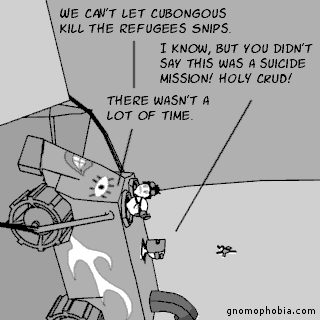 WE CAN'T LET CUBONGOUS
KILL THE REFUGEES SNIPS.
I KNOW, BUT YOU DIDN'T
SAY THIS WAS A SUICIDE
MISSION! HOLY CRUD!
THERE WASN'T A
LOT OF TIME.
gnomophobia.com